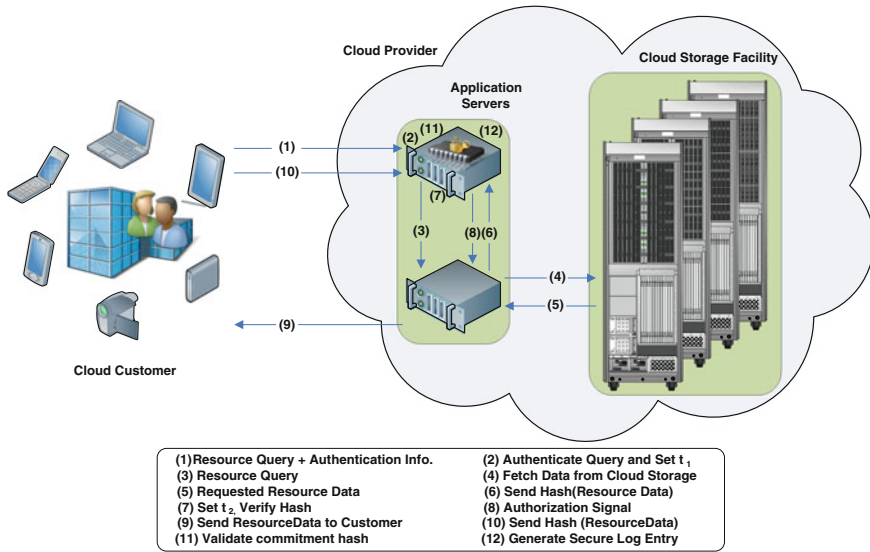 Cloud Provider
Cloud Storage Facility
Application
Servers
(2)
(11)
(12)
(1)
(10)
(7)
(3)
(8)(6)
(4)
(5)
(9)
Cloud Customer
(1)Resource Query + Authentication Info.
(2) Authenticate Query and Set t 1
(3) Resource Query
(4) Fetch Data from Cloud Storage
(5) Requested Resource Data
(6) Send Hash(Resource Data)
(7) Set t 2, Verify Hash
(8) Authorization Signal
(9) Send ResourceData to Customer
(10) Send Hash (ResourceData)
(11) Validate commitment hash
(12) Generate Secure Log Entry